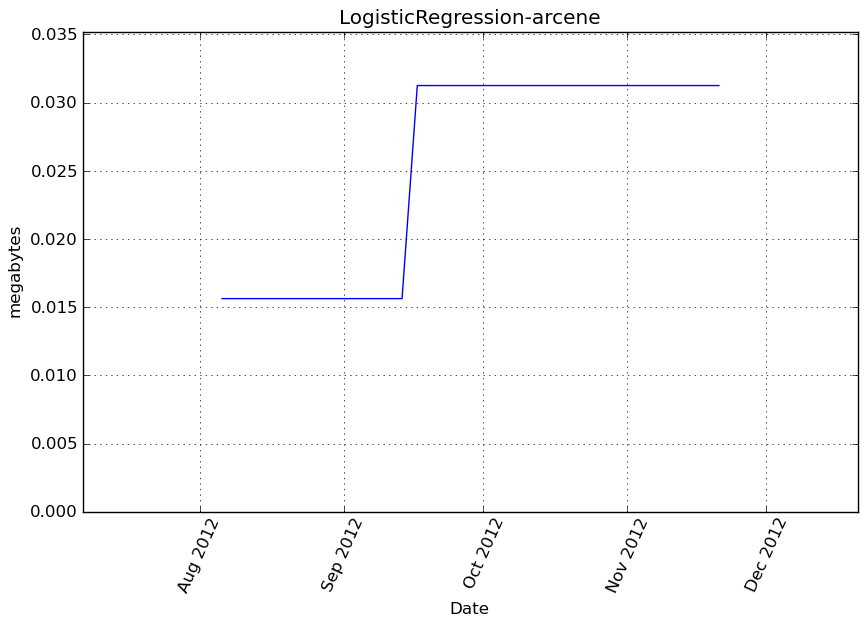 LogisticRegression-arcene
0.035
0.030
0.025
0.020
0.015
0.010
0.005
0.000
megabytes
Aug 2012
Sep 2012
Oct 2012
Nov 2012
Dec 2012
Date